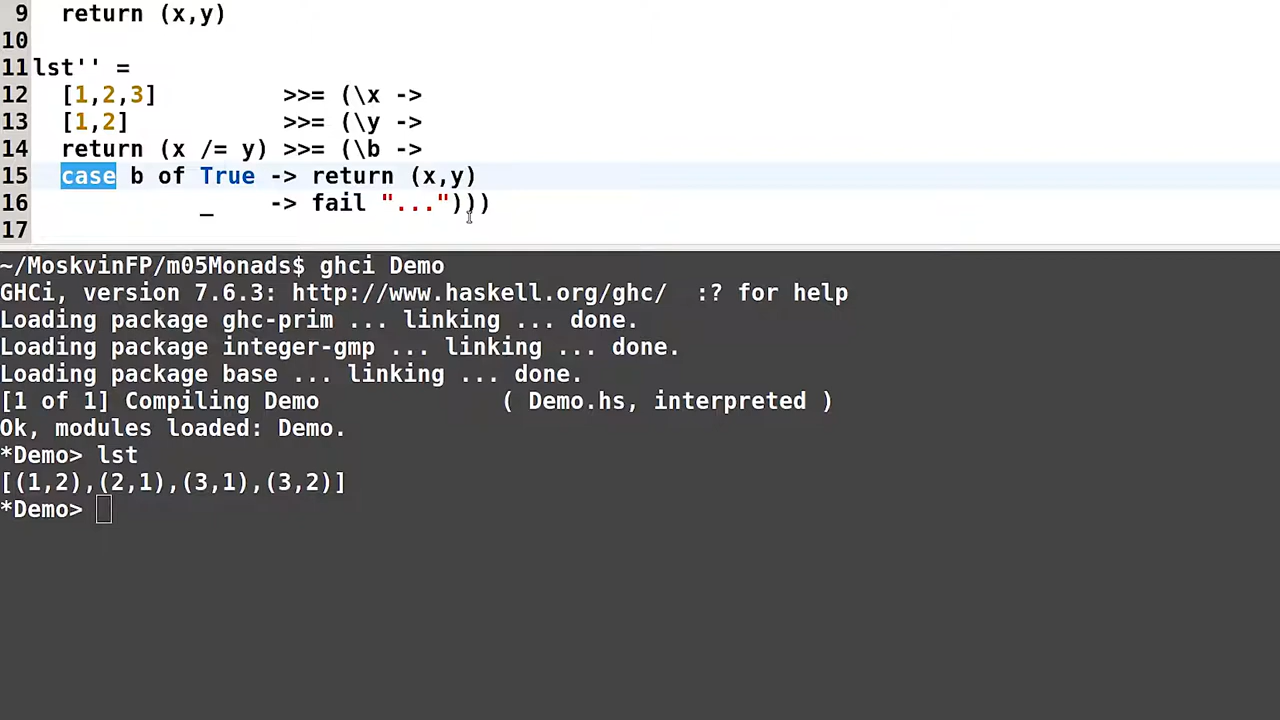 9  return (x,y)
10
11 lst'' =
12   [1,2,3]         >>= (\x ->
13   [1,2]           >>= (\y ->
14   return (x /= y) >>= (\b ->
15   case b of True -> return (x,y)
16             _    -> fail "...")))
17
~/MoskvinFP/m05Monads$ ghci Demo
GHCi, version 7.6.3: http://www.haskell.org/ghc/  :? for help
Loading package ghc-prim ... linking ... done.
Loading package integer-gmp ... linking ... done.
Loading package base ... linking ... done.
[1 of 1] Compiling Demo             ( Demo.hs, interpreted )
Ok, modules loaded: Demo.
*Demo> lst
[(1,2),(2,1),(3,1),(3,2)]
*Demo>